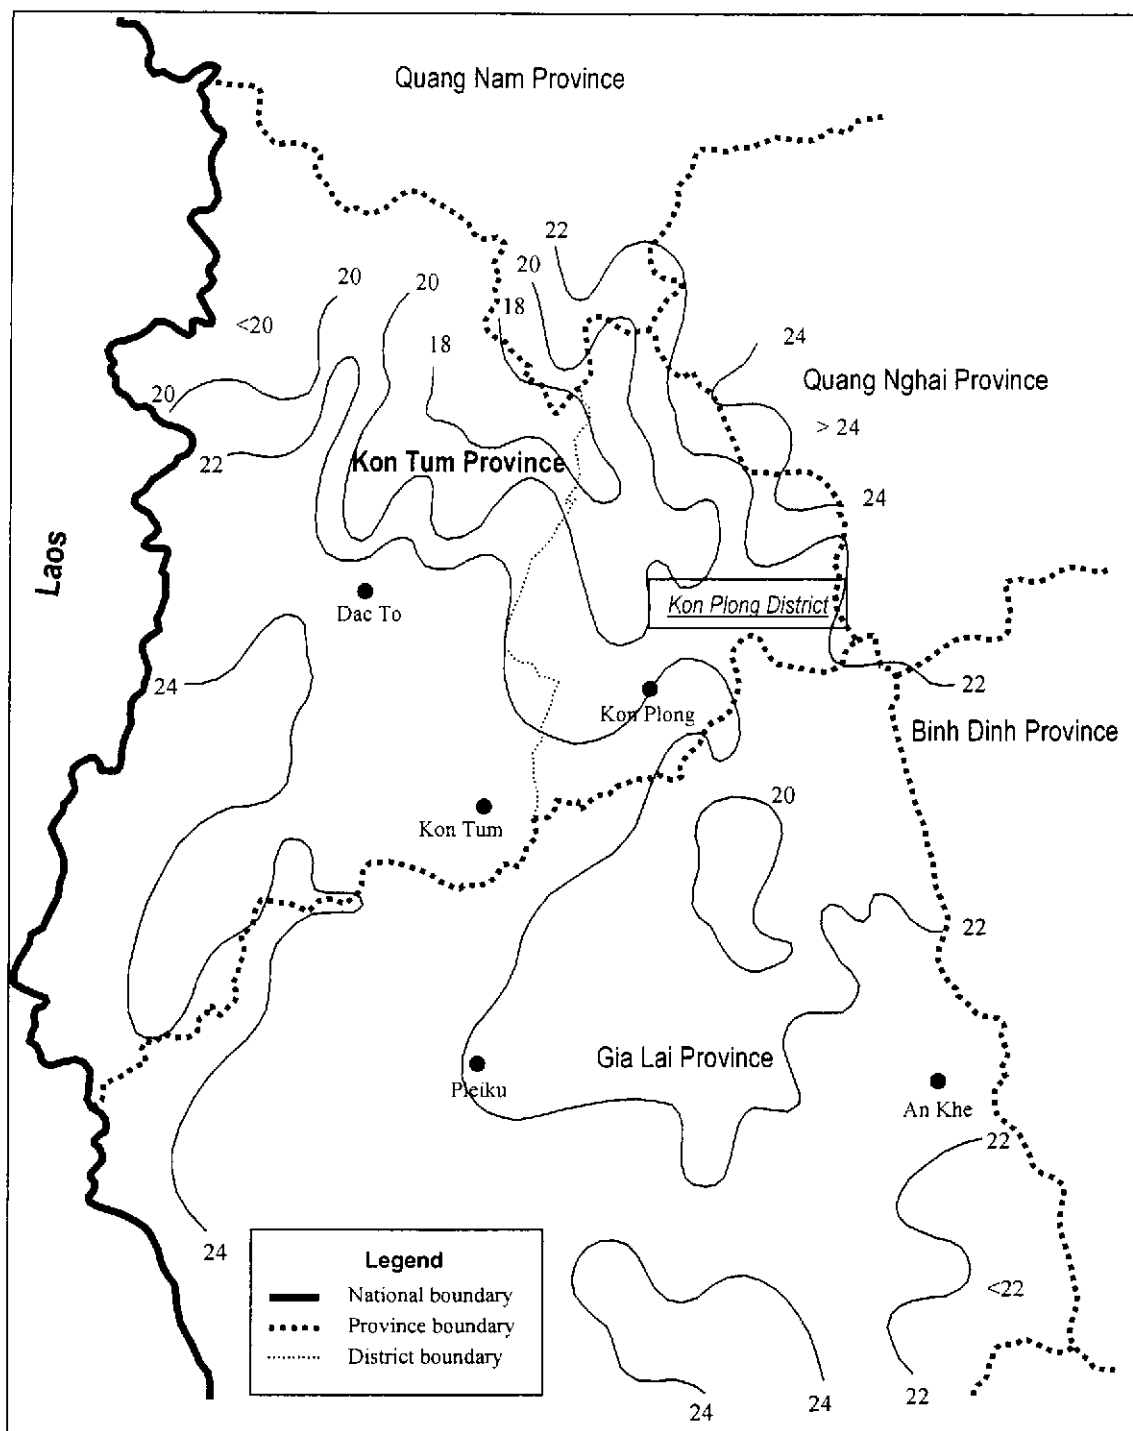 Quang Nam Province
22
20
20
20
18
<20
24
18
Quang Nghai Province
20
> 24
Kon Tum Province
22
24
Laos
Dac To
Kon Plong District
24
22
Kon Plong
Binh Dinh Province
20
Kon Tum
22
Gia Lai Province
Pleiku
An Khe
22
24
Legend
National boundary
Province boundary
District boundary
<22
22
24
24